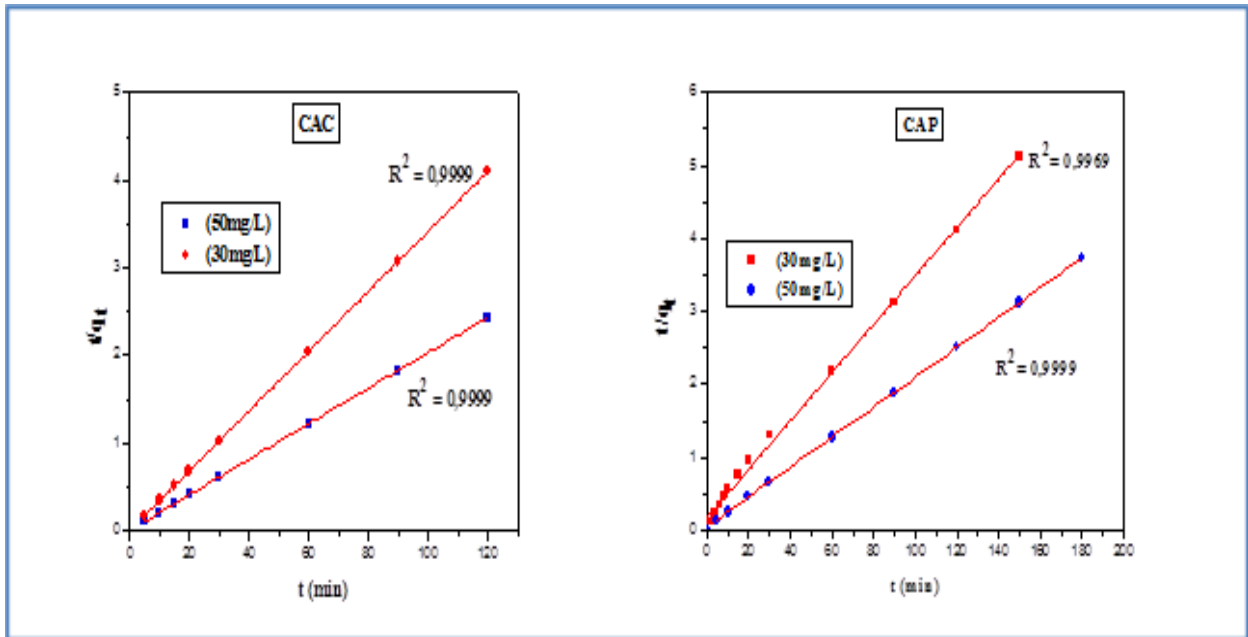 CAC
R² = 0,9999
(50mg/L)
(30mg/L)
R² = 0,9999
t/qt
5
4
3
2
1
0
0 20 40 60 80 100 120
t (min)
CAP
R² = 0,9969
(30mg/L)
(50mg/L)
R² = 0,9999
t/qt
6
5
4
3
2
1
0
0 20 40 60 80 100 120 140 160 180 200
t (min)